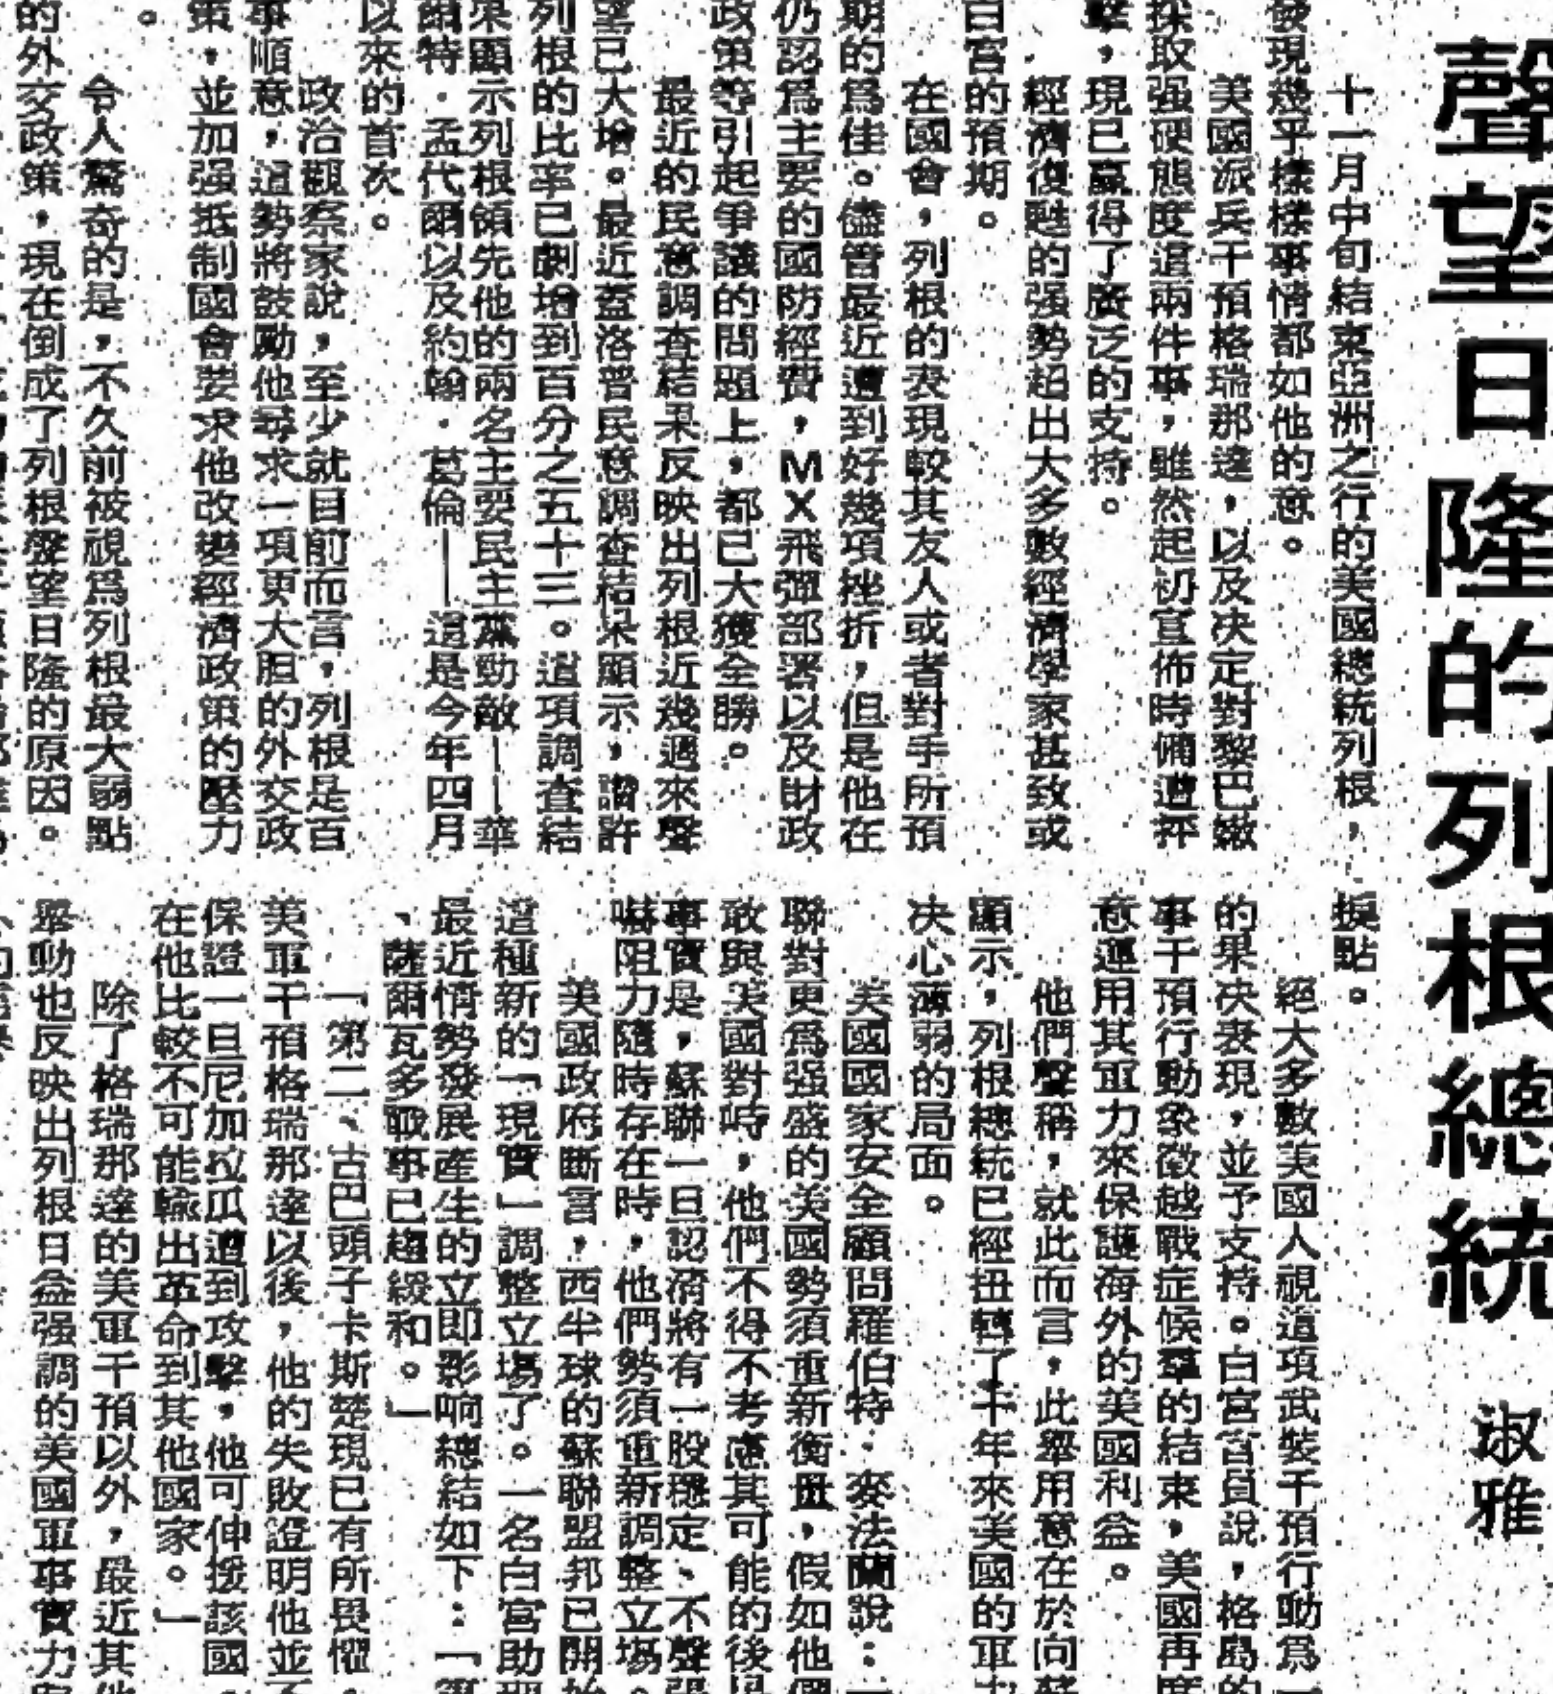 聲望日隆的列根總統
淑雅
十一月中旬結束亞洲之行的美國總統列根，
發現幾乎樣樣事情都如他的意。
美國派兵干預格瑞那達，以及決定對黎巴嫩
採取强硬態度這兩件事，雖然起初宣佈時備遭抨
擊，現已贏得了廣泛的支持。
經濟復甦的强勢超出大多數經濟學家甚致或
白宮的預期。
在國會，列根的表現較其友人或者對手所預
期的爲佳。儘管最近遭到好幾項挫折，但是他在
仍認爲主要的國防經費，MX飛彈部署以及財政
政策等引起爭議的問題上，都已大獲全勝。
最近的民意調查結果反映出列根近幾週來聲
望已大增。最近蓋洛普民意調查結果顯示，讚許
列根的比率已劇增到百分之五十三。這項調查結
果顯示列根領先他的兩名主要民主黨勁敵——華
爾特．孟代爾以及約翰．葛倫——這是今年四月
以來的首次。
政治觀察家說，至少就目前而言，列根是百
事順意，這勢將鼓勵他尋求一項更大胆的外交政
策，並加强抵制國會要求他改變經濟政策的壓力
。
令人驚奇的是，不久前被視爲列根最大弱點
的外交政策，現在倒成了列根聲望日隆的原因。
據點。
絕大多數美國人視這項武裝干預行動爲一
的果決表現，並予支持。白宮官員說，格島的
事干預行動象徵越戰症候羣的結束，美國再度
意運用其軍力來保護海外的美國利益。
他們聲稱，就此而言，此舉用意在於向蘇
顯示，列根總統已經扭轉了十年來美國的軍
決心薄弱的局面。
美國國家安全顧問羅伯特．麥法蘭說：「
聯對更爲强盛的美國勢須重新衡量，假如他們
敢與美國對峙，他們不得不考慮其可能的後果
事實是，蘇聯一旦認清將有一股穩定、不聲張
嚇阻力隨時存在時，他們勢須重新調整立場。
美國政府斷言，西半球的蘇聯盟邦已開始
這種新的「現實」調整立場了。一名白宮助理
最近情勢發展產生的立即影响總結如下：「第
、薩爾瓦多戰事已趨緩和。」
「第二、古巴頭子卡斯楚現已有所畏懼，
美軍干預格瑞那達以後，他的失敗證明他並不
保證一旦尼加拉瓜遭到攻擊，他可伸援該國，
在他比較不可能輸出革命到其他國家。」
除了格瑞那達的美軍干預以外，最近其他
舉動也反映出列根日益强調的美國軍事實力與